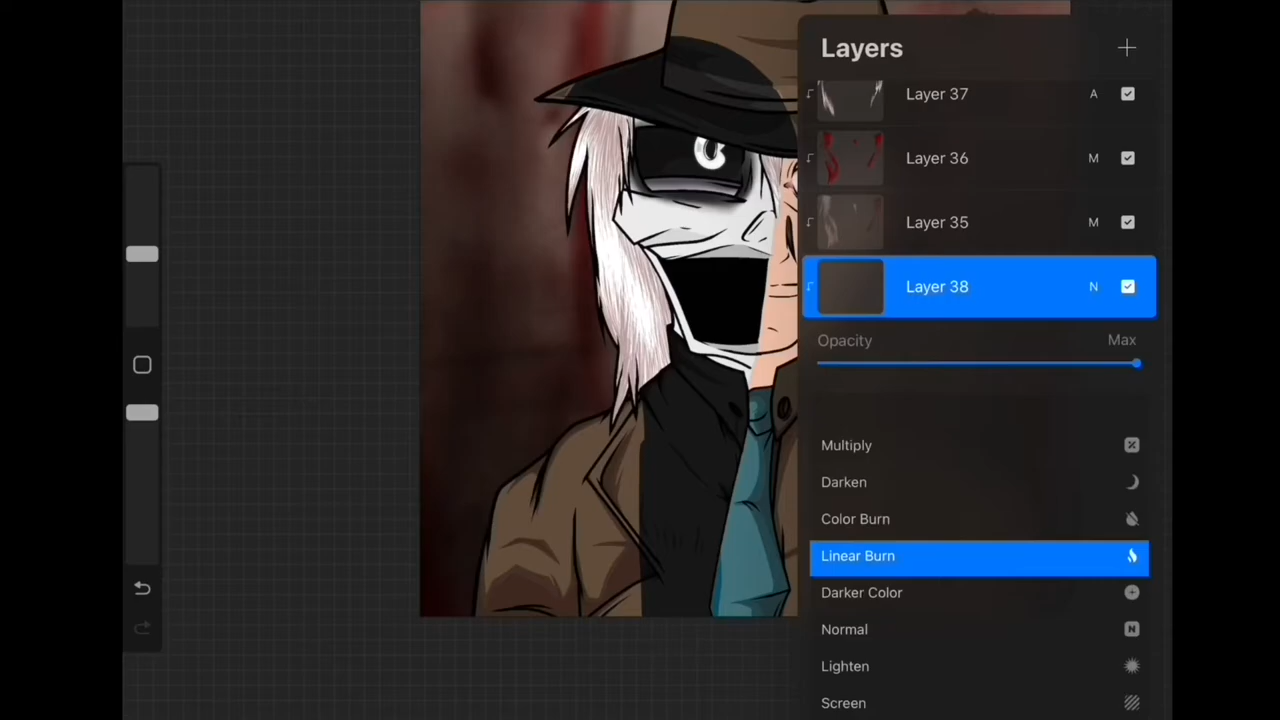 Layers
Layer 37 A
Layer 36 M
Layer 35 M
Layer 38 N
Opacity Max
Multiply
Darken
Color Burn
Linear Burn
Darker Color
Normal N
Lighten
Screen